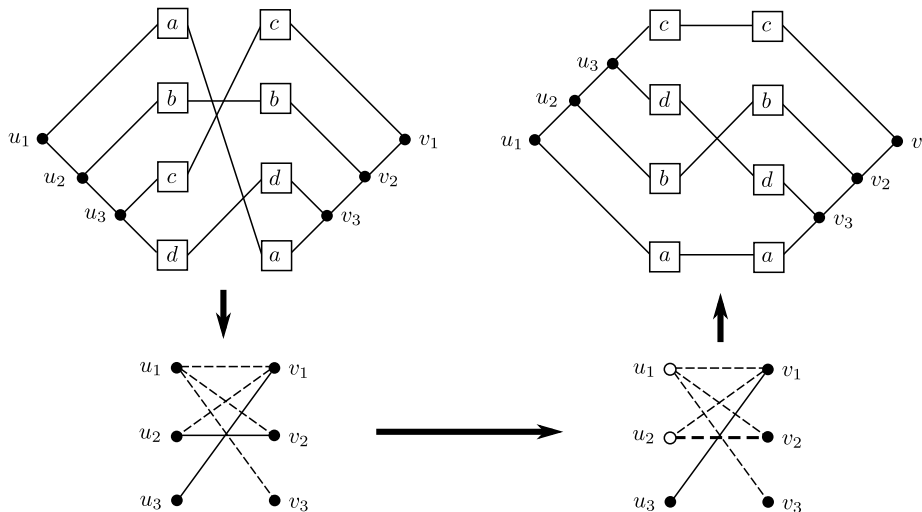 a c
b b
u₁ v₁
c d
u₂ v₂
u₃ v₃
d a
c c
u₃
u₂ d b
u₁ v
b d
v₂
v₃
a a
u₁ v₁
u₂ v₂
u₃ v₃
u₁ v₁
u₂ v₂
u₃ v₃